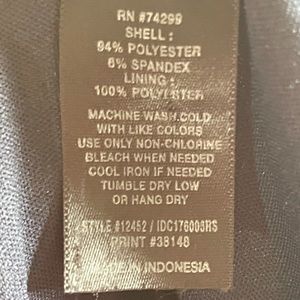 RN #74299
SHELL :
94% POLYESTER
6% SPANDEX
LINING :
100% POLYESTER
MACHINE WASH COLD
WITH LIKE COLORS
USE ONLY NON-CHLORINE
BLEACH WHEN NEEDED
COOL IRON IF NEEDED
TUMBLE DRY LOW
OR HANG DRY
STYLE #12452 / IDC176003RS
PRINT #38148
MADE IN INDONESIA